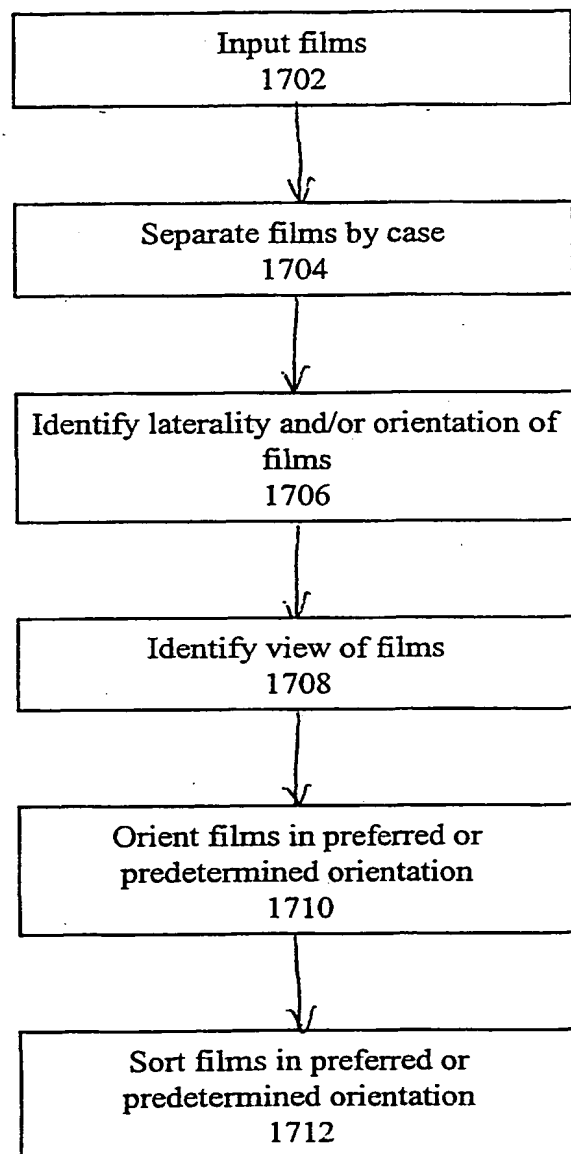 Input films
1702
Separate films by case
1704
Identify laterality and/or orientation of
films
1706
Identify view of films
1708
Orient films in preferred or
predetermined orientation
1710
Sort films in preferred or
predetermined orientation
1712